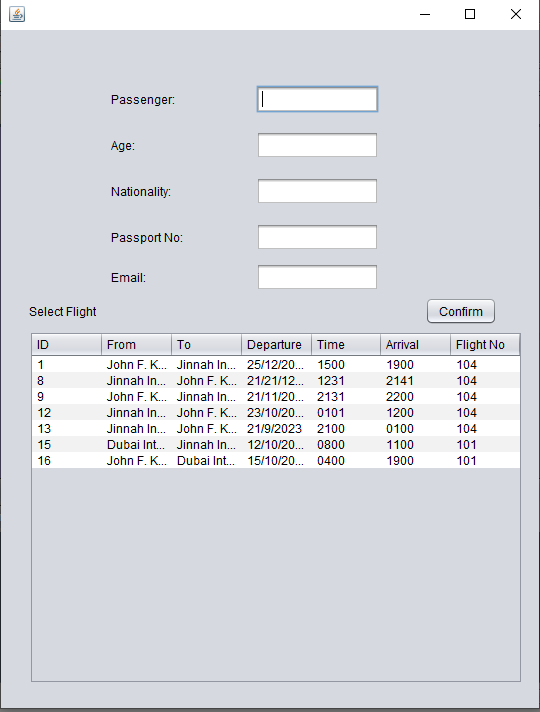 Passenger:
Age:
Nationality:
Passport No:
Email:
Select Flight Confirm
ID From To Departure Time Arrival Flight No
1 John F. K... Jinnah In... 25/12/20... 1500 1900 104
8 Jinnah In... John F. K... 21/21/12... 1231 2141 104
9 Jinnah In... John F. K... 21/11/20... 2131 2200 104
12 Jinnah In... John F. K... 23/10/20... 0101 1200 104
13 Jinnah In... John F. K... 21/9/2023 2100 0100 104
15 Dubai Int... Jinnah In... 12/10/20... 0800 1100 101
16 John F. K... Dubai Int... 15/10/20... 0400 1900 101